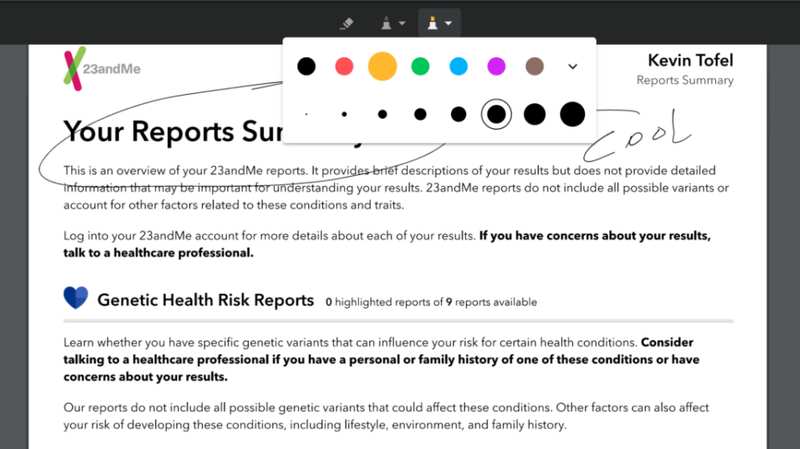 23andMe
Kevin Tofel
Reports Summary
Your Reports Summary
Cool
This is an overview of your 23andMe reports. It provides brief descriptions of your results but does not provide detailed
information that may be important for understanding your results. 23andMe reports do not include all possible variants or
account for other factors related to these conditions and traits.
Log into your 23andMe account for more details about each of your results. If you have concerns about your results,
talk to a healthcare professional.
Genetic Health Risk Reports 0 highlighted reports of 9 reports available
Learn whether you have specific genetic variants that can influence your risk for certain health conditions. Consider
talking to a healthcare professional if you have a personal or family history of one of these conditions or have
concerns about your results.
Our reports do not include all possible genetic variants that could affect these conditions. Other factors can also affect
your risk of developing these conditions, including lifestyle, environment, and family history.